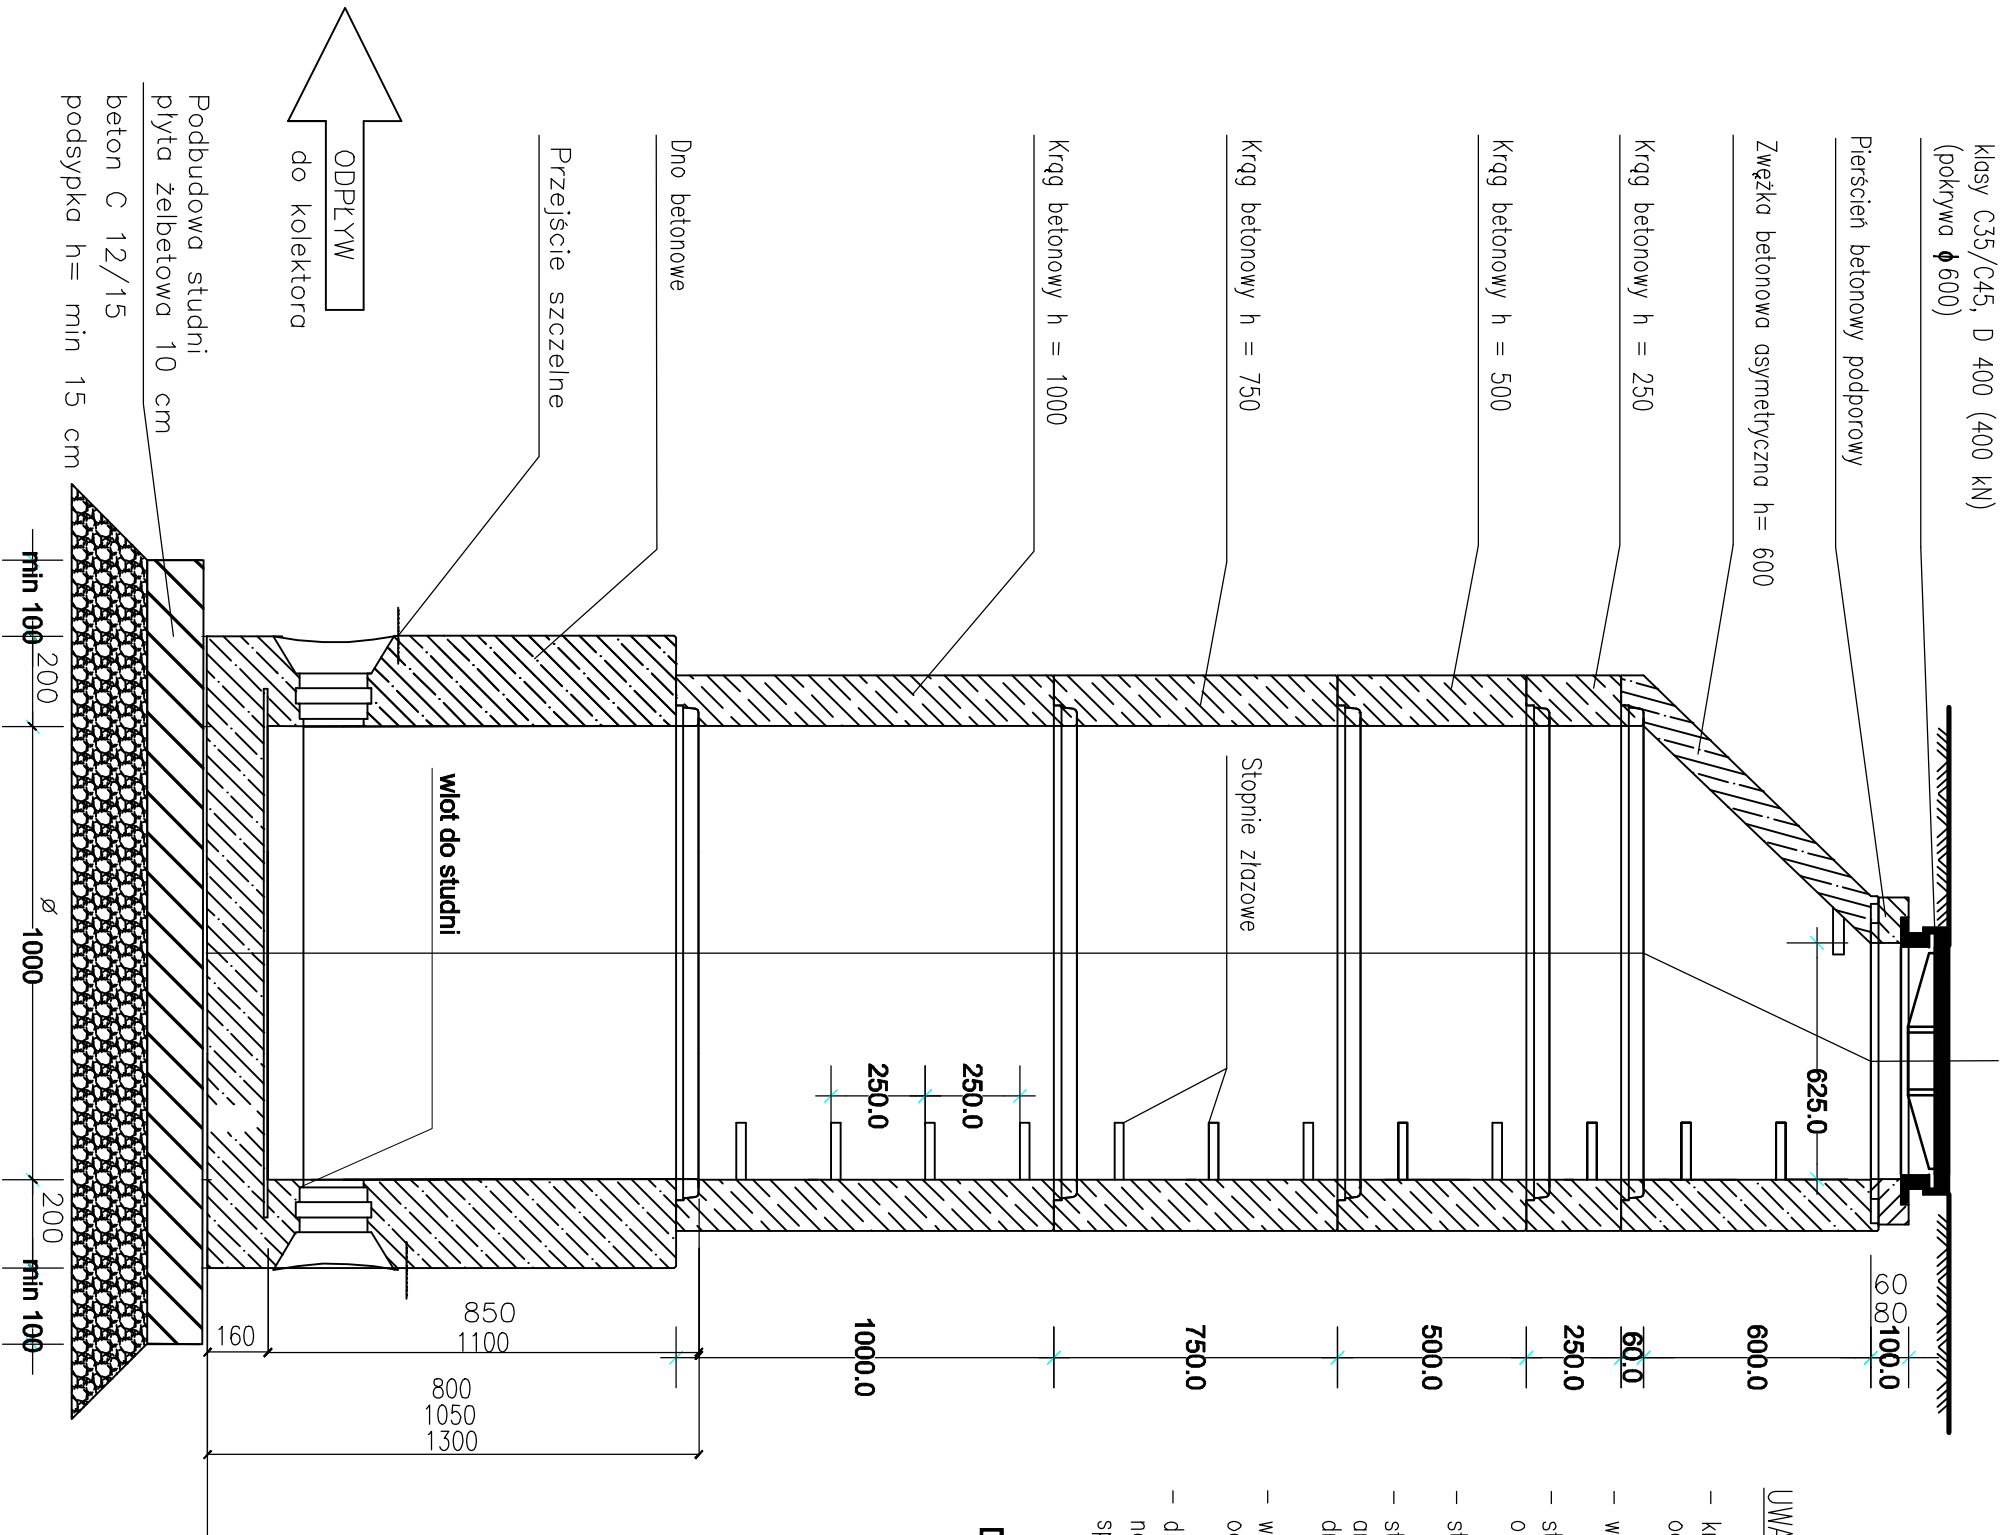 klasy C35/C45, D 400 (400 kN)
(pokrywa ϕ 600)
Pierścień betonowy podporowy
Zwężka betonowa asymetryczna h= 600
Krąg betonowy h = 250
Krąg betonowy h = 500
Krąg betonowy h = 750
Krąg betonowy h = 1000
Dno betonowe
Przejście szczelne
ODPŁYW
do kolektora
Podbudowa studni
płyta żelbetowa 10 cm
beton C 12/15
podsypka h= min 15 cm
Stopnie złazowe
wlot do studni
625.0
250.0
250.0
60
80
100.0
600.0
60.0
250.0
500.0
750.0
1000.0
850
1100
160
800
1050
1300
min 100
200
ø 1000
200
min 100